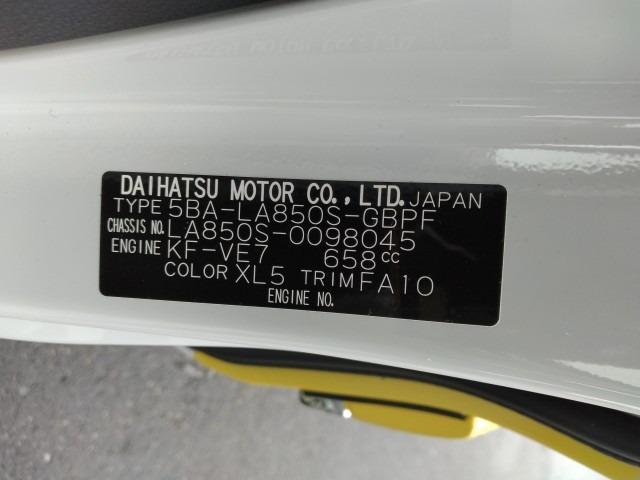 DAIHATSU MOTOR CO.,LTD. JAPAN
TYPE 5BA-LA850S-GBPF
CHASSIS NO. LA850S-0098045
ENGINE KF-VE7 658cc
COLOR XL5 TRIM FA10
ENGINE NO.